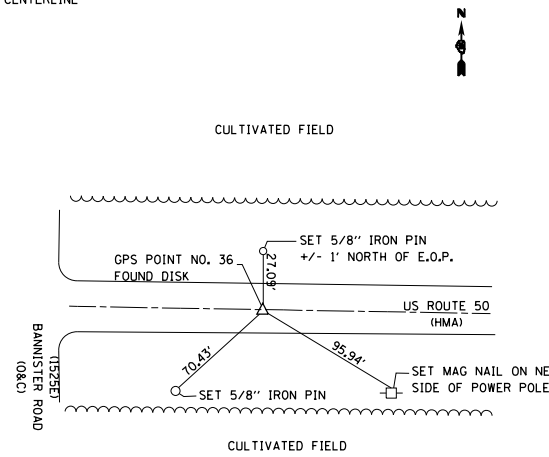 CENTERLINE
N
CULTIVATED FIELD
SET 5/8" IRON PIN
+/- 1' NORTH OF E.O.P.
27.09'
GPS POINT NO. 36
FOUND DISK
US ROUTE 50
(HMA)
BANNISTER ROAD
(1525E)
(O&C)
70.43'
95.94'
SET MAG NAIL ON NE
SIDE OF POWER POLE
SET 5/8" IRON PIN
CULTIVATED FIELD